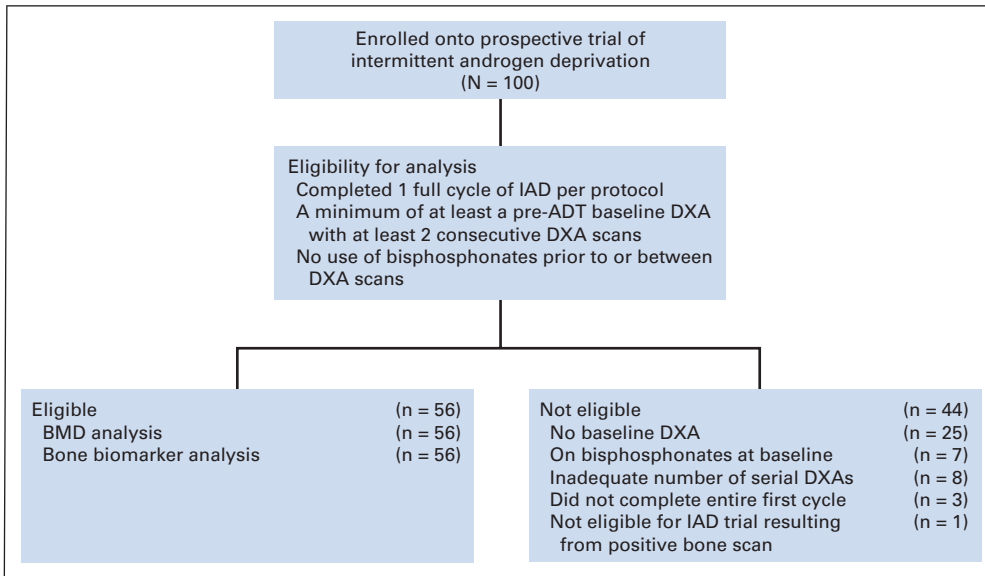 Enrolled onto prospective trial of
intermittent androgen deprivation
(N = 100)
Eligibility for analysis
Completed 1 full cycle of IAD per protocol
A minimum of at least a pre-ADT baseline DXA
with at least 2 consecutive DXA scans
No use of bisphosphonates prior to or between
DXA scans
Eligible (n = 56)
BMD analysis (n = 56)
Bone biomarker analysis (n = 56)
Not eligible (n = 44)
No baseline DXA (n = 25)
On bisphosphonates at baseline (n = 7)
Inadequate number of serial DXAs (n = 8)
Did not complete entire first cycle (n = 3)
Not eligible for IAD trial resulting (n = 1)
from positive bone scan